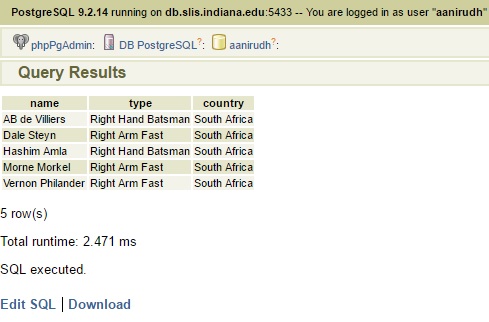 PostgreSQL 9.2.14 running on db.slis.indiana.edu:5433 -- You are logged in as user "aanirudh"
phpPgAdmin: DB PostgreSQL?: aanirudh?:
Query Results
name type country
AB de Villiers Right Hand Batsman South Africa
Dale Steyn Right Arm Fast South Africa
Hashim Amla Right Hand Batsman South Africa
Morne Morkel Right Arm Fast South Africa
Vernon Philander Right Arm Fast South Africa
5 row(s)
Total runtime: 2.471 ms
SQL executed.
Edit SQL | Download